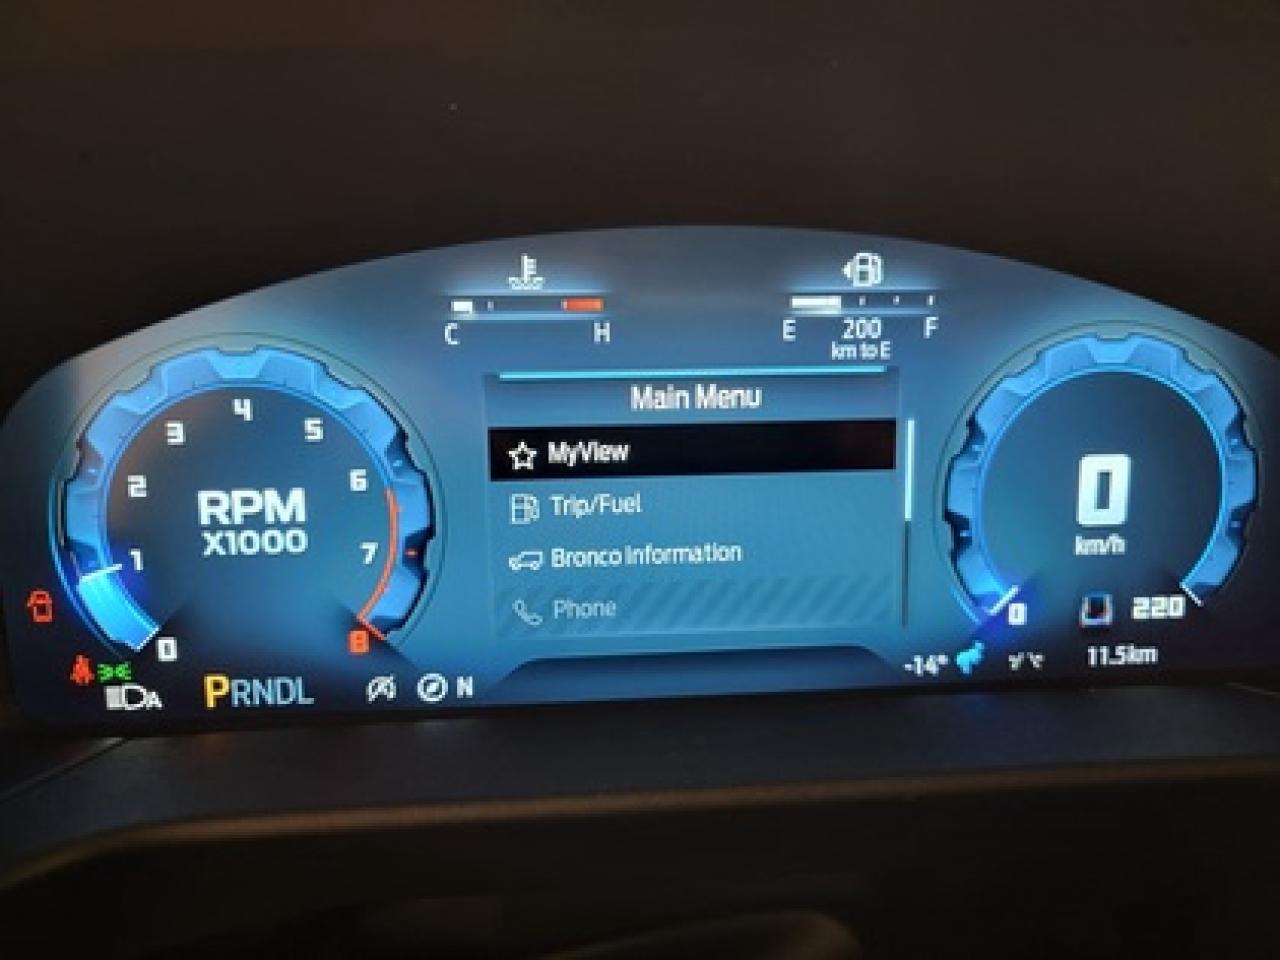 C H
E 200 F
km to E
Main Menu
MyView
Trip/Fuel
Bronco Information
Phone
0 1 2 3 4 5 6 7 8
RPM
X1000
0
km/h
0 220
A
PRNDL
N
-14°
11.5km